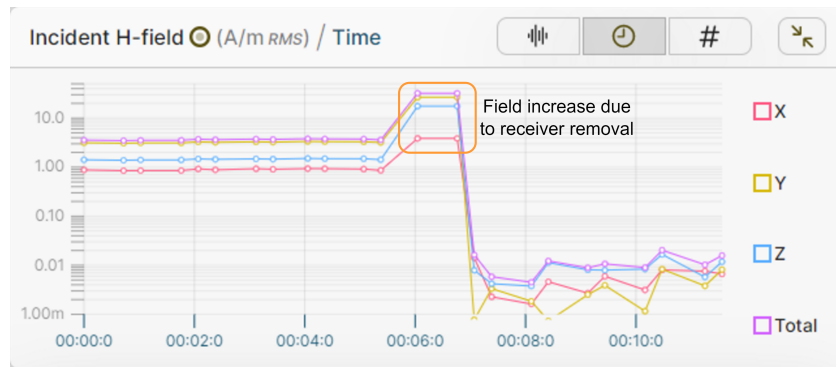 Incident H-field (A/m RMS) / Time
#
Field increase due
to receiver removal
10.0
1.00
0.10
0.01
1.00m
00:00:0
00:02:0
00:04:0
00:06:0
00:08:0
00:10:0
X
Y
Z
Total